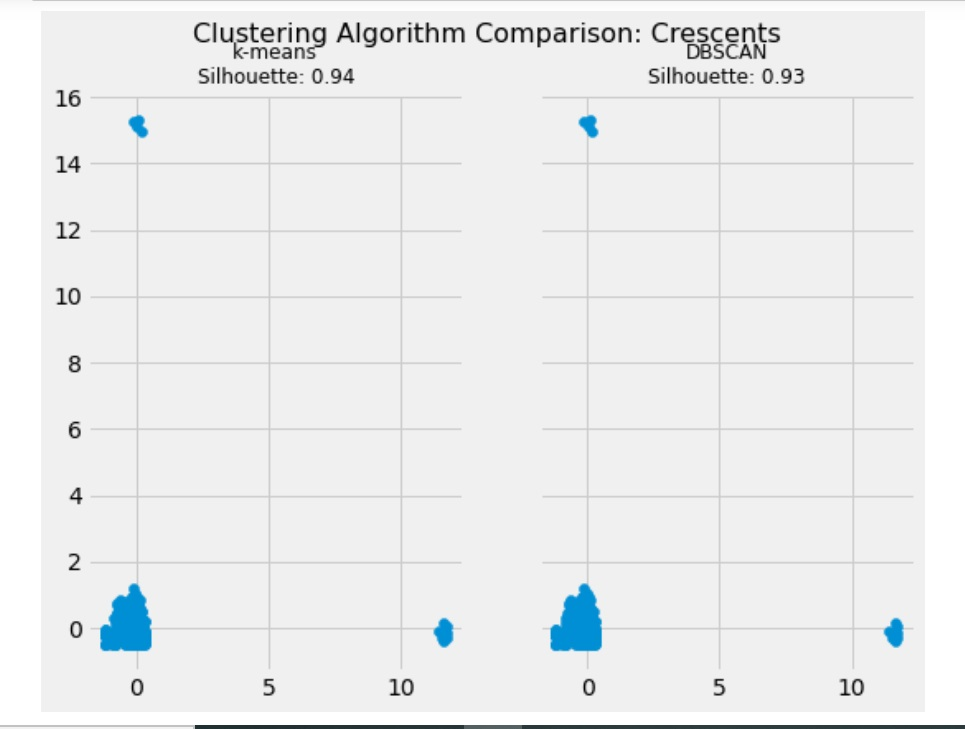 Clustering Algorithm Comparison: Crescents
k-means
Silhouette: 0.94
DBSCAN
Silhouette: 0.93
16
14
12
10
8
6
4
2
0
0 5 10
0 5 10